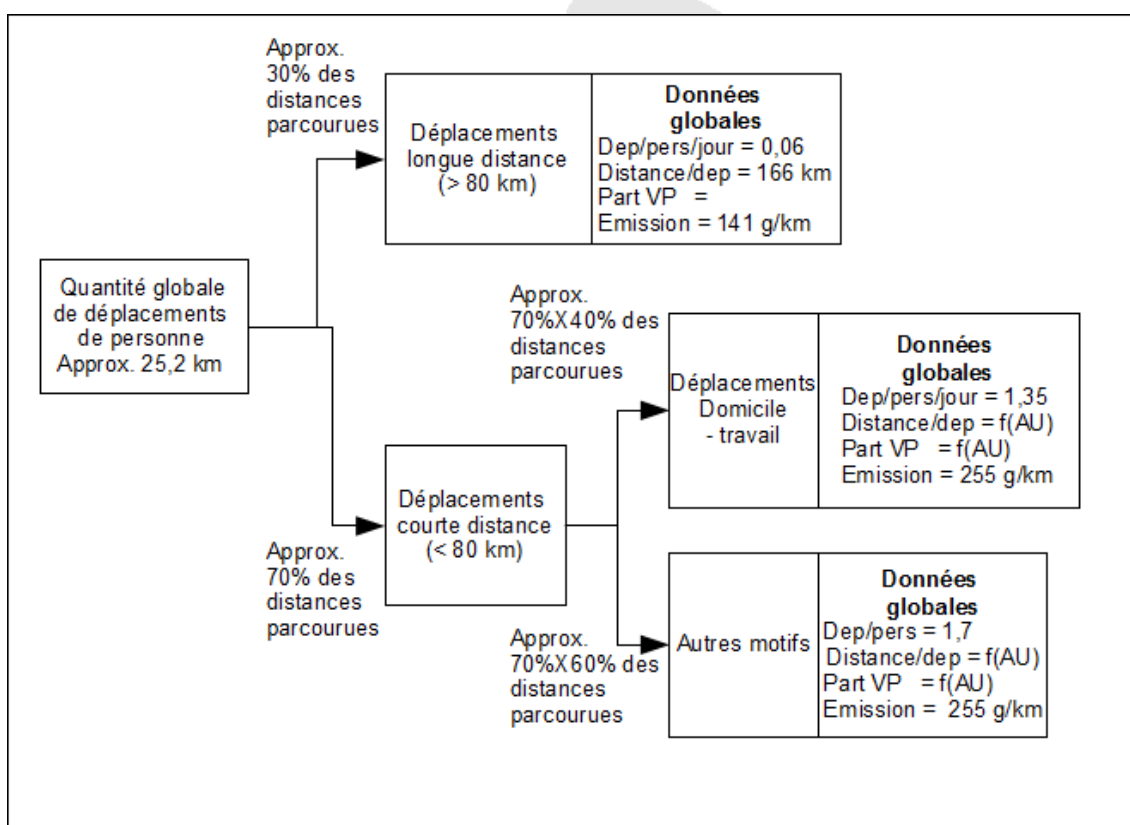 Approx.
30% des
distances
parcourues
Déplacements
longue distance
(> 80 km)
Données
globales
Dep/pers/jour = 0,06
Distance/dep = 166 km
Part VP =
Emission = 141 g/km
Quantité globale
de déplacements
de personne
Approx. 25,2 km
Approx.
70%X40% des
distances
parcourues
Déplacements
Domicile
- travail
Données
globales
Dep/pers/jour = 1,35
Distance/dep = f(AU)
Part VP = f(AU)
Emission = 255 g/km
Déplacements
courte distance
(< 80 km)
Approx.
70% des
distances
parcourues
Approx.
70%X60% des
distances
parcourues
Autres motifs
Données
globales
Dep/pers = 1,7
Distance/dep = f(AU)
Part VP = f(AU)
Emission = 255 g/km